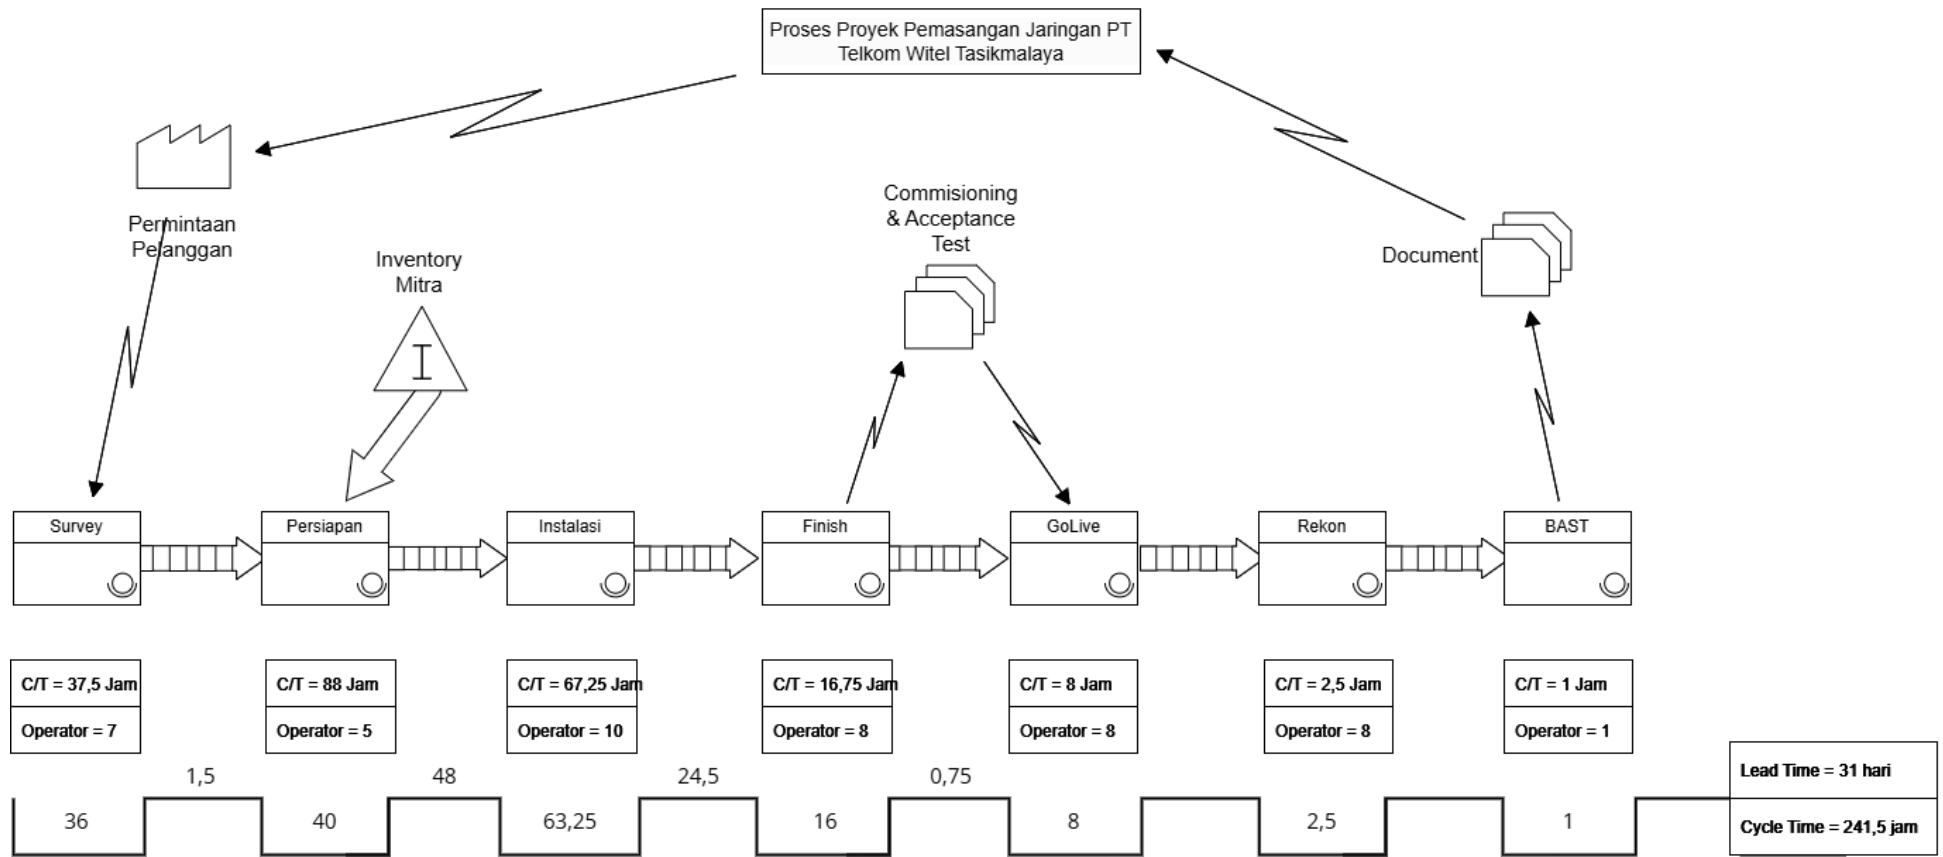 Proses Proyek Pemasangan Jaringan PT
Telkom Witel Tasikmalaya
Permintaan
Pelanggan
Inventory
Mitra
I
Commisioning
& Acceptance
Test
Document
Survey
Persiapan
Instalasi
Finish
GoLive
Rekon
BAST
C/T = 37,5 Jam
Operator = 7
C/T = 88 Jam
Operator = 5
C/T = 67,25 Jam
Operator = 10
C/T = 16,75 Jam
Operator = 8
C/T = 8 Jam
Operator = 8
C/T = 2,5 Jam
Operator = 8
C/T = 1 Jam
Operator = 1
1,5
48
24,5
0,75
36
40
63,25
16
8
2,5
1
Lead Time = 31 hari
Cycle Time = 241,5 jam